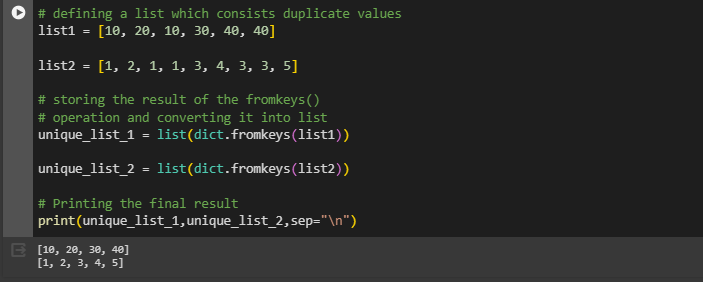 # defining a list which consists duplicate values
list1 = [10, 20, 10, 30, 40, 40]
list2 = [1, 2, 1, 1, 3, 4, 3, 3, 5]
# storing the result of the fromkeys()
# operation and converting it into list
unique_list_1 = list(dict.fromkeys(list1))
unique_list_2 = list(dict.fromkeys(list2))
# Printing the final result
print(unique_list_1,unique_list_2,sep="\n")
[10, 20, 30, 40]
[1, 2, 3, 4, 5]